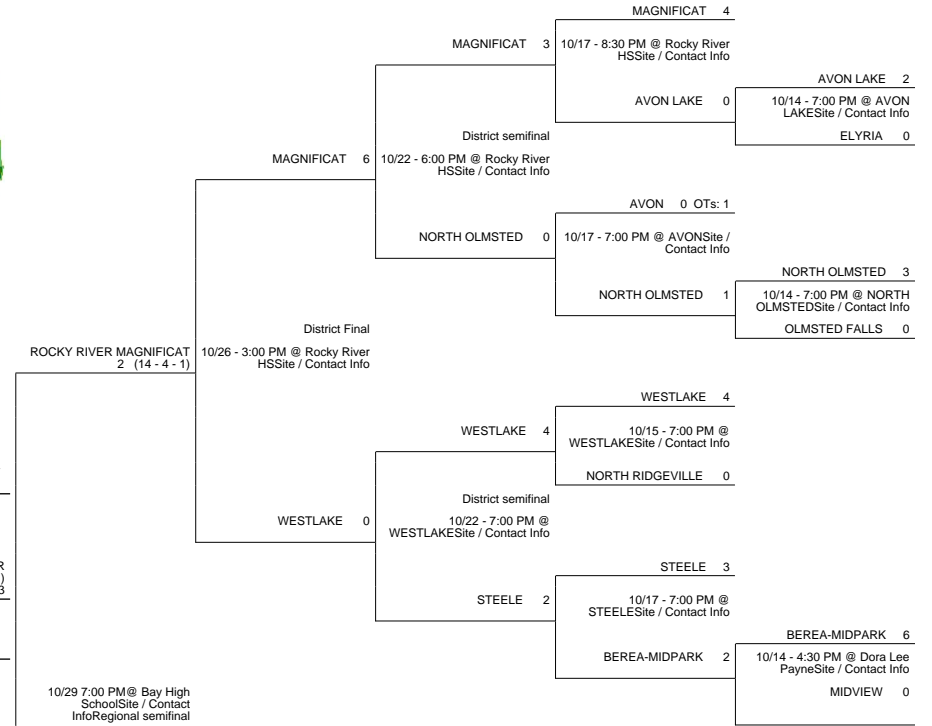 MAGNIFICAT 4
MAGNIFICAT 3
10/17 - 8:30 PM @ Rocky River
HSSite / Contact Info
AVON LAKE 2
AVON LAKE 0
10/14 - 7:00 PM @ AVON
LAKESite / Contact Info
ELYRIA 0
District semifinal
MAGNIFICAT 6
10/22 - 6:00 PM @ Rocky River
HSSite / Contact Info
AVON 0 OTs: 1
NORTH OLMSTED 0
10/17 - 7:00 PM @ AVONSite /
Contact Info
NORTH OLMSTED 3
NORTH OLMSTED 1
10/14 - 7:00 PM @ NORTH
OLMSTEDSite / Contact Info
OLMSTED FALLS 0
District Final
ROCKY RIVER MAGNIFICAT
2 (14 - 4 - 1)
10/26 - 3:00 PM @ Rocky River
HSSite / Contact Info
WESTLAKE 4
WESTLAKE 4
10/15 - 7:00 PM @
WESTLAKESite / Contact Info
NORTH RIDGEVILLE 0
District semifinal
WESTLAKE 0
10/22 - 7:00 PM @
WESTLAKESite / Contact Info
STEELE 3
STEELE 2
10/17 - 7:00 PM @
STEELESite / Contact Info
BEREA-MIDPARK 6
BEREA-MIDPARK 2
10/14 - 4:30 PM @ Dora Lee
PayneSite / Contact Info
MIDVIEW 0
R
)
3
10/29 7:00 PM@ Bay High
SchoolSite / Contact
InfoRegional semifinal